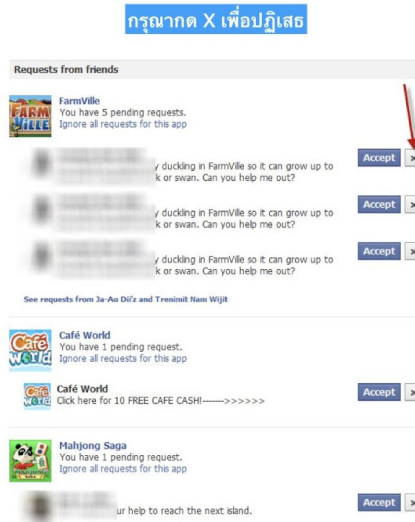 กรุณากด X เพื่อปฏิเสธ
Requests from friends
FARM VILLE
FarmVille
You have 5 pending requests.
Ignore all requests for this app
y duckling in FarmVille so it can grow up to
k or swan. Can you help me out?
Accept x
y duckling in FarmVille so it can grow up to
k or swan. Can you help me out?
Accept x
y duckling in FarmVille so it can grow up to
k or swan. Can you help me out?
Accept x
See requests from Ja-Ao Dii'z and Trenimit Nam Wijit
Café World
Café World
You have 1 pending request.
Ignore all requests for this app
Café World
Café World
Click here for 10 FREE CAFE CASH!------->>>>>>
Accept x
Mahjong Saga
You have 1 pending request.
Ignore all requests for this app
ur help to reach the next island.
Accept x